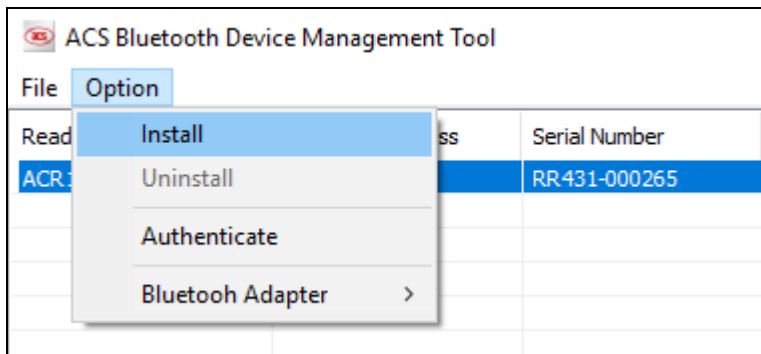 ACS Bluetooth Device Management Tool
File Option
Read ss Serial Number
ACR RR431-000265
Install
Uninstall
Authenticate
Bluetooh Adapter